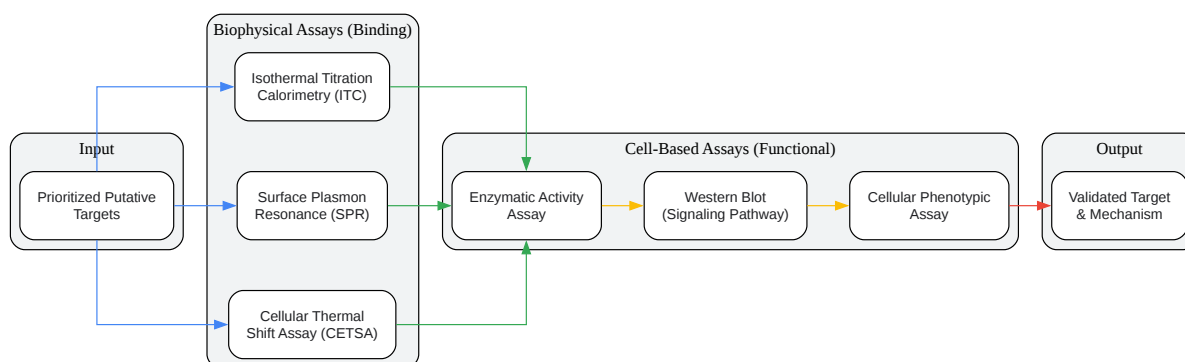 Biophysical Assays (Binding)
Isothermal Titration
Calorimetry (ITC)
Input
Prioritized Putative
Targets
Surface Plasmon
Resonance (SPR)
Cellular Thermal
Shift Assay (CETSA)
Cell-Based Assays (Functional)
Enzymatic Activity
Assay
Western Blot
(Signaling Pathway)
Cellular Phenotypic
Assay
Output
Validated Target
& Mechanism